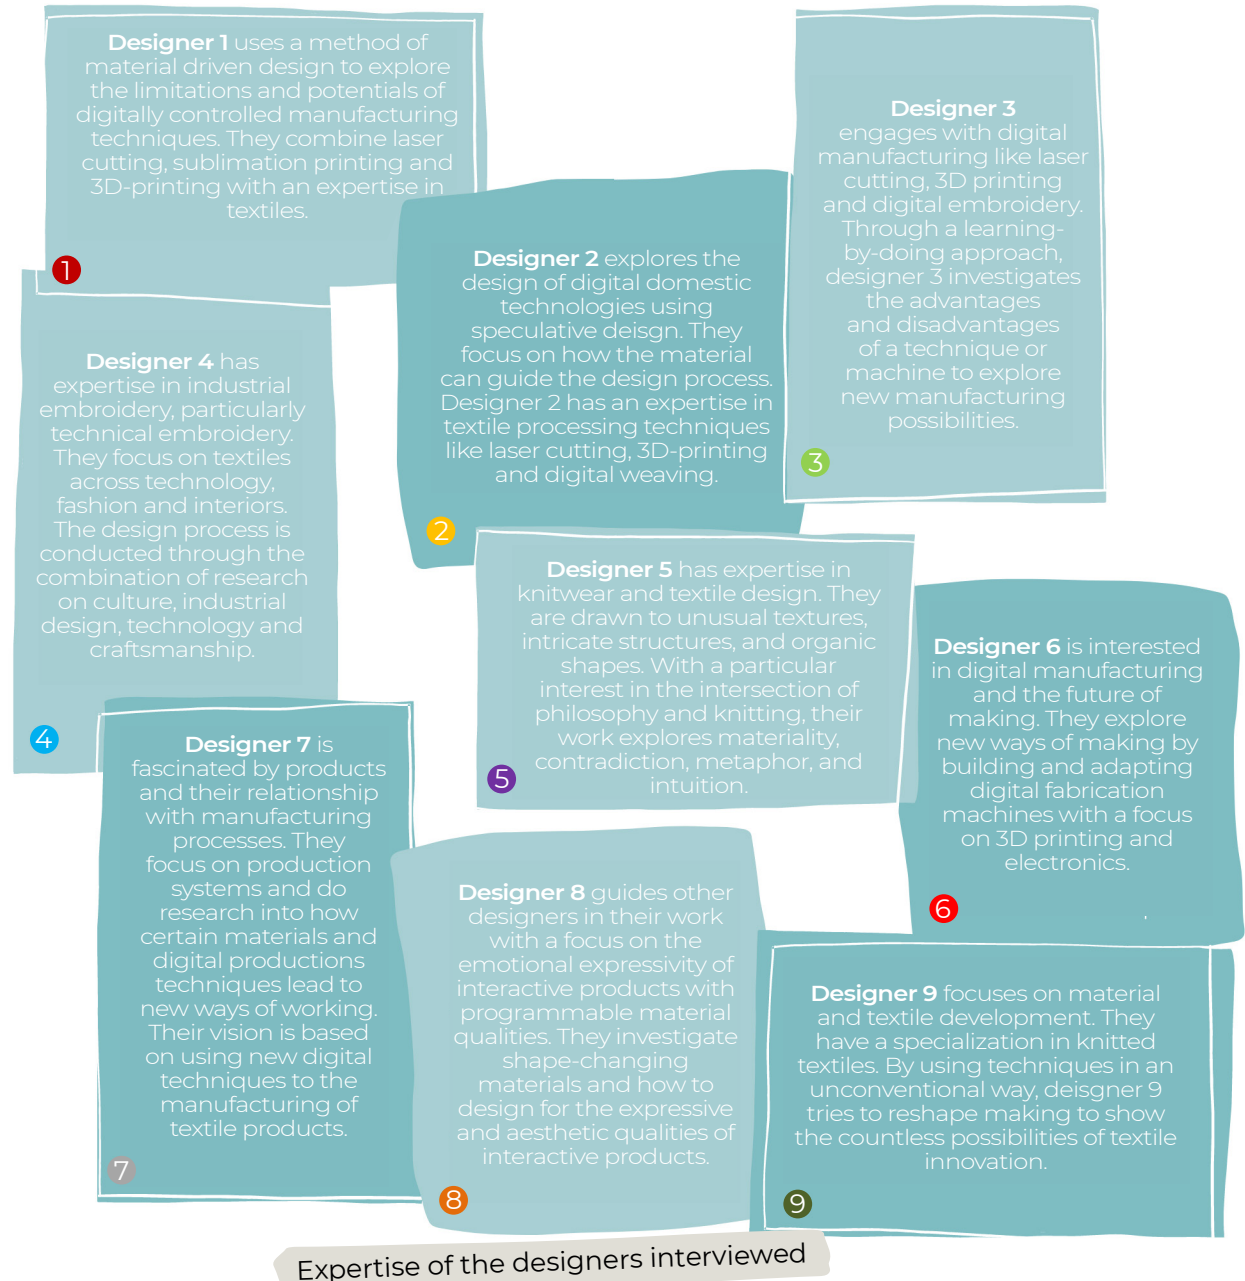 Designer 1 uses a method of
material driven design to explore
the limitations and potentials of
digitally controlled manufacturing
techniques. They combine laser
cutting, sublimation printing and
3D-printing with an expertise in
textiles.
1
Designer 2 explores the
design of digital domestic
technologies using
speculative deisgn. They
focus on how the material
can guide the design process.
Designer 2 has an expertise in
textile processing techniques
like laser cutting, 3D-printing
and digital weaving.
2
Designer 3
engages with digital
manufacturing like laser
cutting, 3D printing
and digital embroidery.
Through a learning-
by-doing approach,
designer 3 investigates
the advantages
and disadvantages
of a technique or
machine to explore
new manufacturing
possibilities.
3
Designer 4 has
expertise in industrial
embroidery, particularly
technical embroidery.
They focus on textiles
across technology,
fashion and interiors.
The design process is
conducted through the
combination of research
on culture, industrial
design, technology and
craftsmanship.
4
Designer 5 has expertise in
knitwear and textile design. They
are drawn to unusual textures,
intricate structures, and organic
shapes. With a particular
interest in the intersection of
philosophy and knitting, their
work explores materiality,
contradiction, metaphor, and
intuition.
5
Designer 6 is interested
in digital manufacturing
and the future of
making. They explore
new ways of making by
building and adapting
digital fabrication
machines with a focus
on 3D printing and
electronics.
6
Designer 7 is
fascinated by products
and their relationship
with manufacturing
processes. They
focus on production
systems and do
research into how
certain materials and
digital productions
techniques lead to
new ways of working.
Their vision is based
on using new digital
techniques to the
manufacturing of
textile products.
7
Designer 8 guides other
designers in their work
with a focus on the
emotional expressivity of
interactive products with
programmable material
qualities. They investigate
shape-changing
materials and how to
design for the expressive
and aesthetic qualities of
interactive products.
8
Designer 9 focuses on material
and textile development. They
have a specialization in knitted
textiles. By using techniques in an
unconventional way, deisgner 9
tries to reshape making to show
the countless possibilities of textile
innovation.
9
Expertise of the designers interviewed